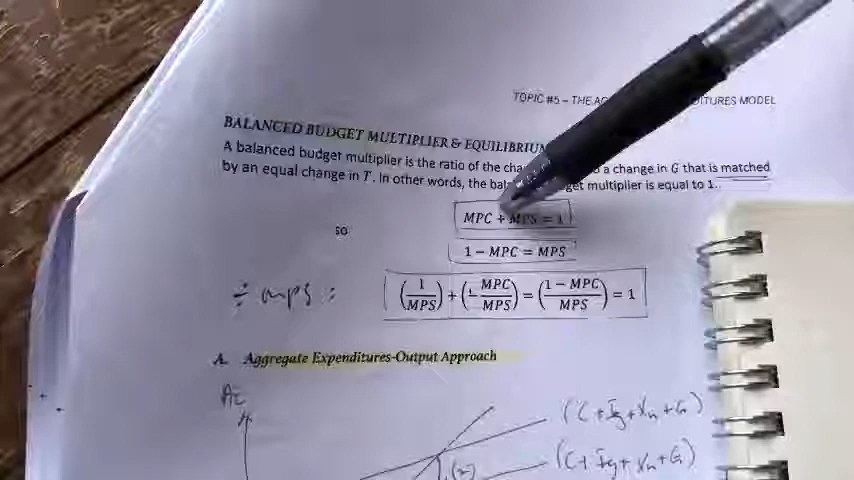 TOPIC #5 – THE AG ITURES MODEL
BALANCED BUDGET MULTIPLIER & EQUILIBRIUM
A balanced budget multiplier is the ratio of the a change in G that is matched
by an equal change in T. In other words, the get multiplier is equal to 1.
MPC + MPS = 1
so
1 − MPC = MPS
÷ mps : (1/MPS) + (− MPC/MPS) = (1 − MPC/MPS) = 1
A. Aggregate Expenditures-Output Approach
AE
(C + Ig + Xn + G)
(C + Ig + Xn + G)